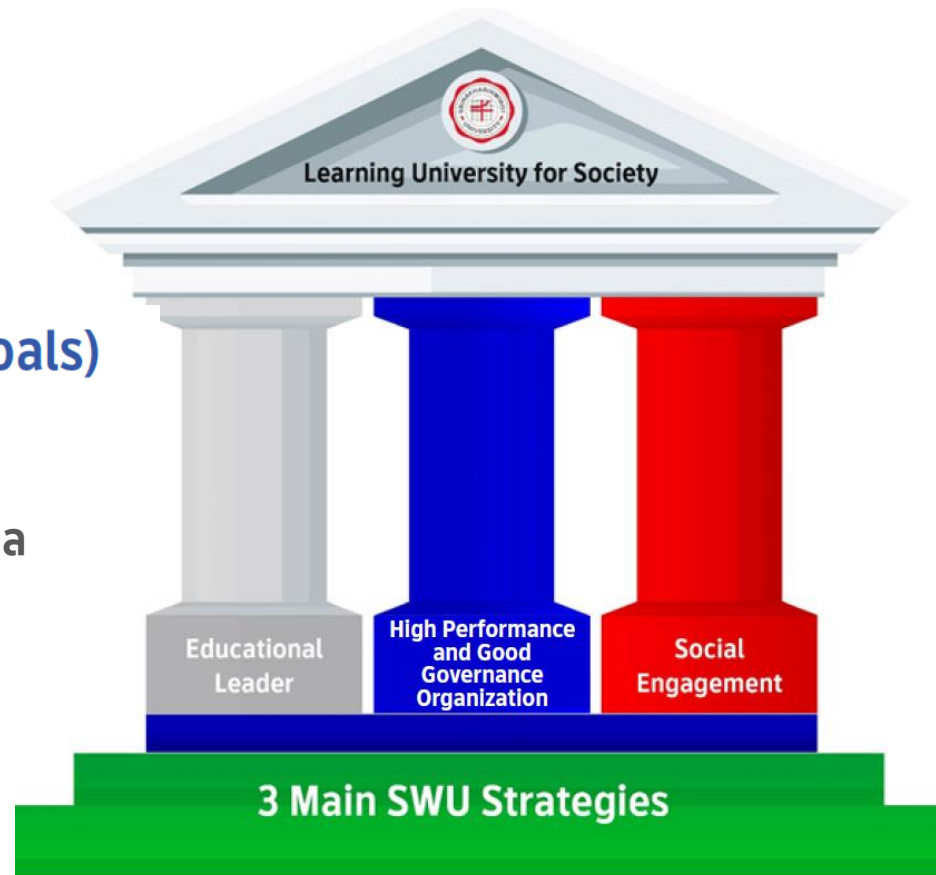 Learning University for Society
oals)
a
Educational
Leader
High Performance
and Good
Governance
Organization
Social
Engagement
3 Main SWU Strategies